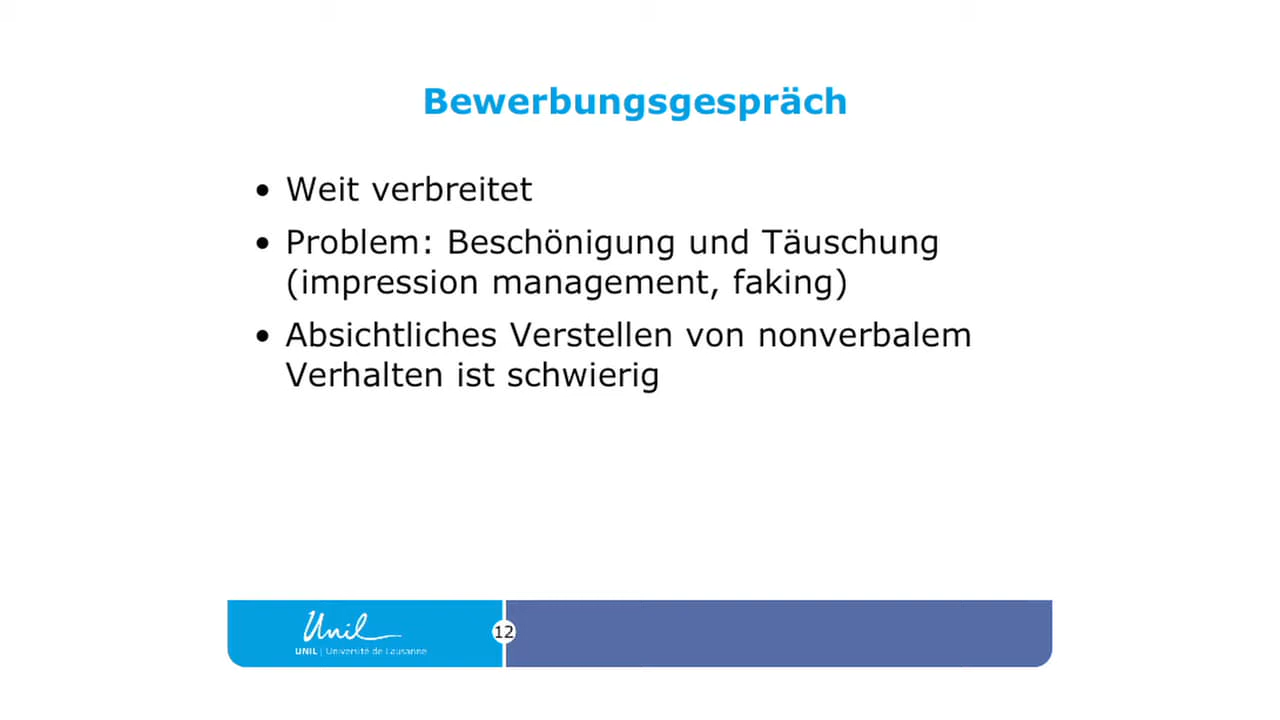 Bewerbungsgespräch
• Weit verbreitet
• Problem: Beschönigung und Täuschung
(impression management, faking)
• Absichtliches Verstellen von nonverbalem
Verhalten ist schwierig
Unil
12
UNIL | Université de Lausanne